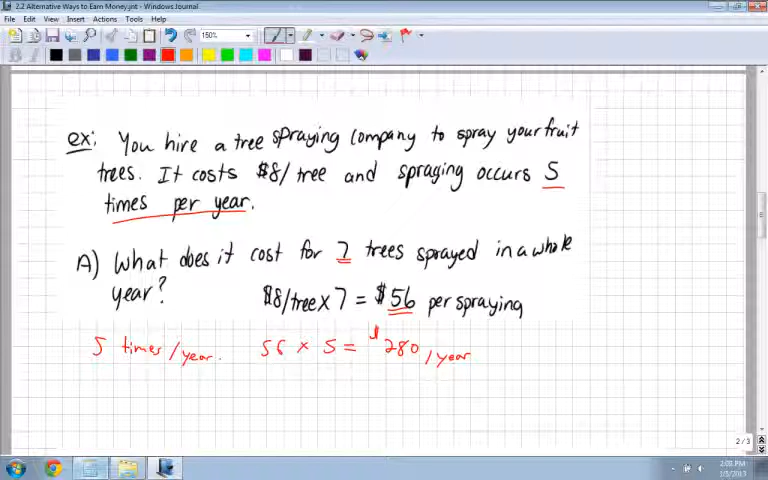 2.2 Alternative Ways to Earn Money.jnt - Windows Journal
File Edit View Insert Actions Tools Help
150%
ex: You hire a tree spraying company to spray your fruit
trees. It costs $8/tree and spraying occurs 5
times per year.
A) What does it cost for 7 trees sprayed in a whole
year?
$8/tree x 7 = $56 per spraying
5 times/year. 56 x 5 = $280/year
2/3
2:03 PM